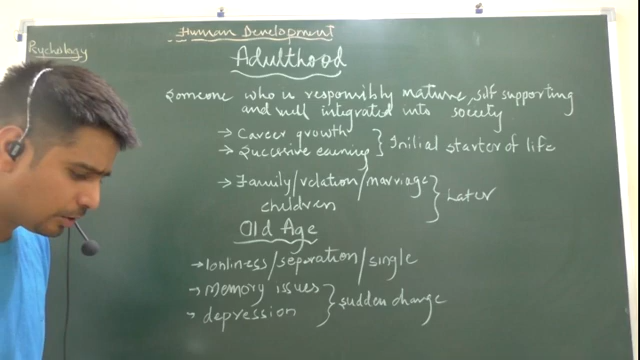 Human Development
Psychology
Adulthood
Someone who is responsibly mature, self supporting
and well integrated into society
→ Career growth
→ Successive earning } Initial starter of life
→ Family/relation/marriage
children } Later
Old Age
→ lonliness/separation/single
→ Memory issues
→ depression } sudden change